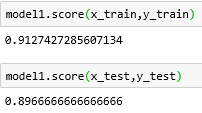 model1.score(x_train,y_train)
0.9127427285607134
model1.score(x_test,y_test)
0.8966666666666666